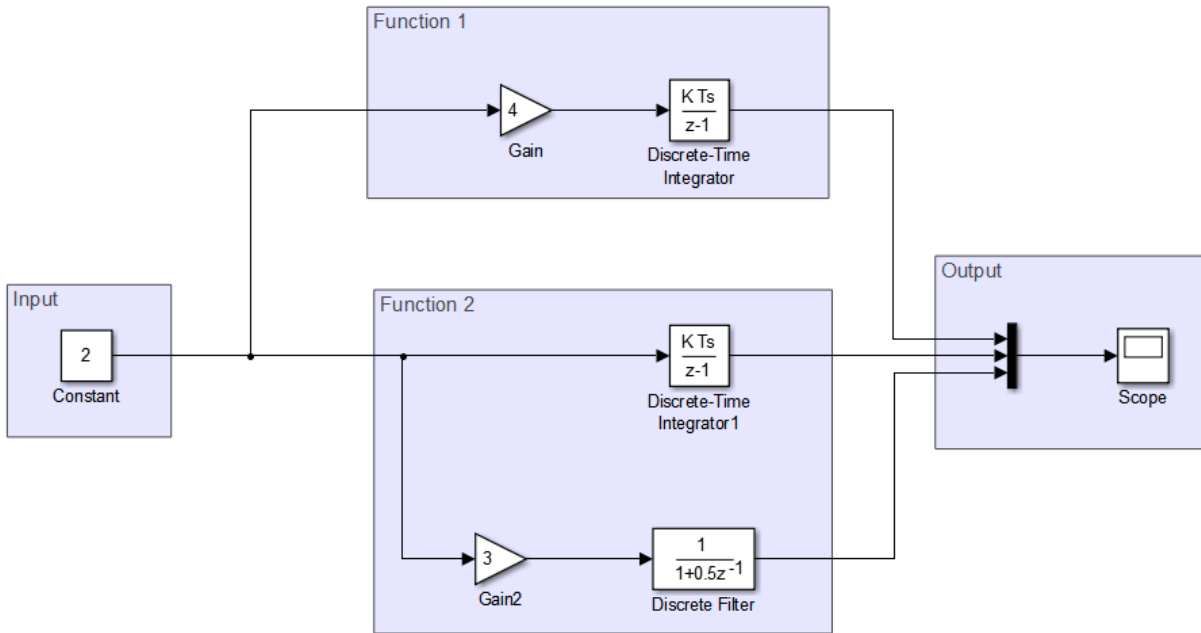 Function 1
4
Gain
K Ts
z-1
Discrete-Time
Integrator
Input
2
Constant
Function 2
K Ts
z-1
Discrete-Time
Integrator1
3
Gain2
1
1+0.5z-1
Discrete Filter
Output
Scope